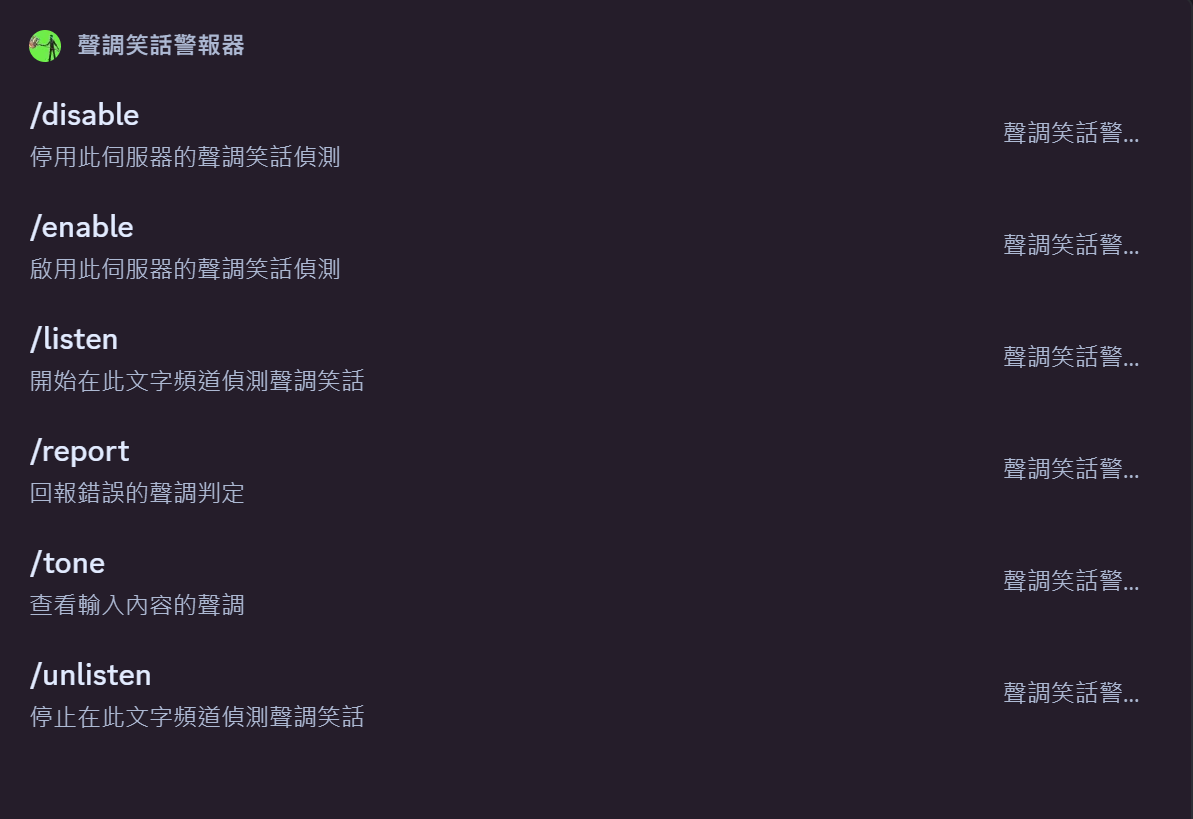 聲調笑話警報器
/disable
停用此伺服器的聲調笑話偵測
聲調笑話警...
/enable
啟用此伺服器的聲調笑話偵測
聲調笑話警...
/listen
開始在此文字頻道偵測聲調笑話
聲調笑話警...
/report
回報錯誤的聲調判定
聲調笑話警...
/tone
查看輸入內容的聲調
聲調笑話警...
/unlisten
停止在此文字頻道偵測聲調笑話
聲調笑話警...